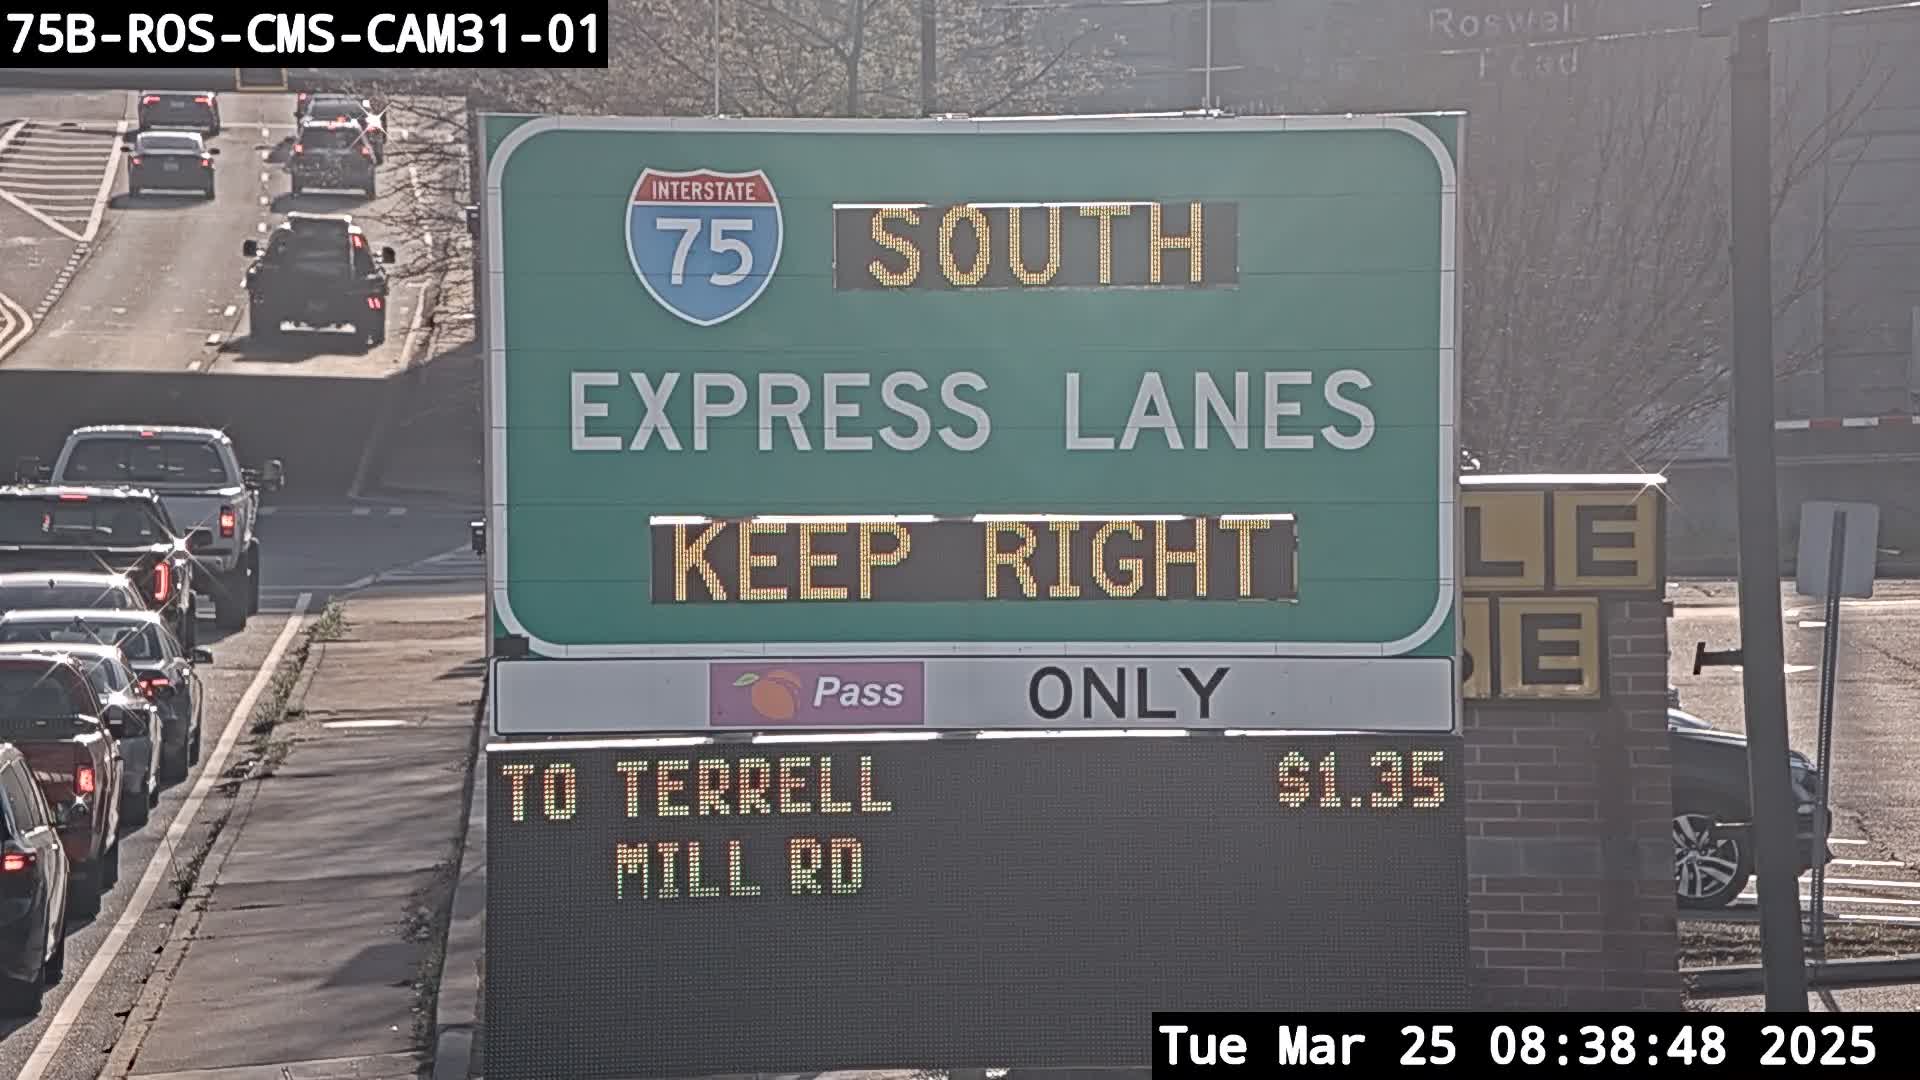 75B-ROS-CMS-CAM31-01
Roswell
Road
INTERSTATE
75
SOUTH
EXPRESS LANES
KEEP RIGHT
LE
E
Pass ONLY
TO TERRELL $1.35
MILL RD
Tue Mar 25 08:38:48 2025